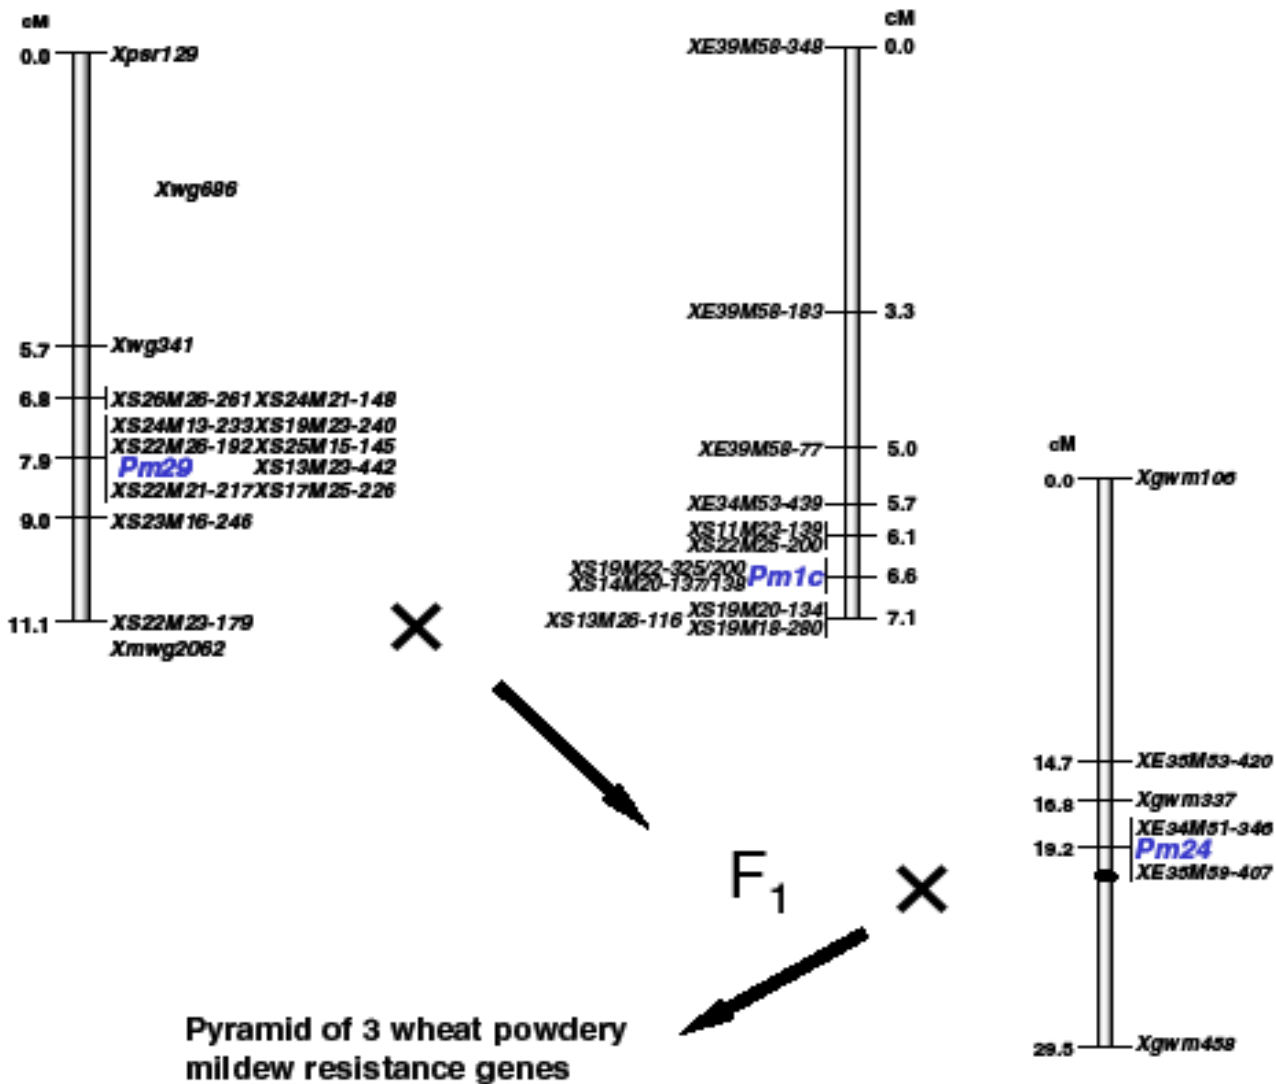 cM
0.0 Xpsr129
Xwg686
5.7 Xwg341
6.8 XS26M26-261 XS24M21-148
XS24M13-233 XS19M23-240
XS22M26-192 XS25M15-145
7.9 Pm29 XS13M23-442
XS22M21-217 XS17M25-226
9.0 XS23M16-246
11.1 XS22M23-179
Xmwg2062
cM
XE39M58-348 0.0
XE39M58-183 3.3
XE39M58-77 5.0
XE34M53-439 5.7
XS11M23-139
XS22M25-200 6.1
XS19M22-325/200
XS14M20-137/138 Pm1c 6.6
XS19M20-134
XS13M26-116 7.1
XS19M18-280
cM
0.0 Xgwm106
14.7 XE35M53-420
16.8 Xgwm337
XE34M51-346
19.2 Pm24
XE35M59-407
29.5 Xgwm458
F1
Pyramid of 3 wheat powdery
mildew resistance genes